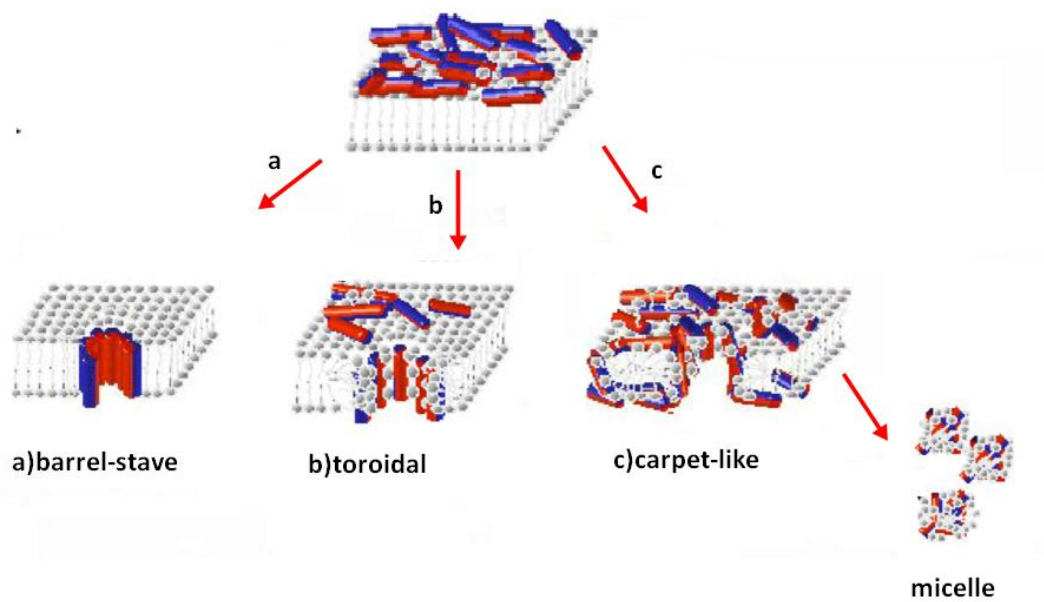 a
b
c
a)barrel-stave
b)toroidal
c)carpet-like
micelle